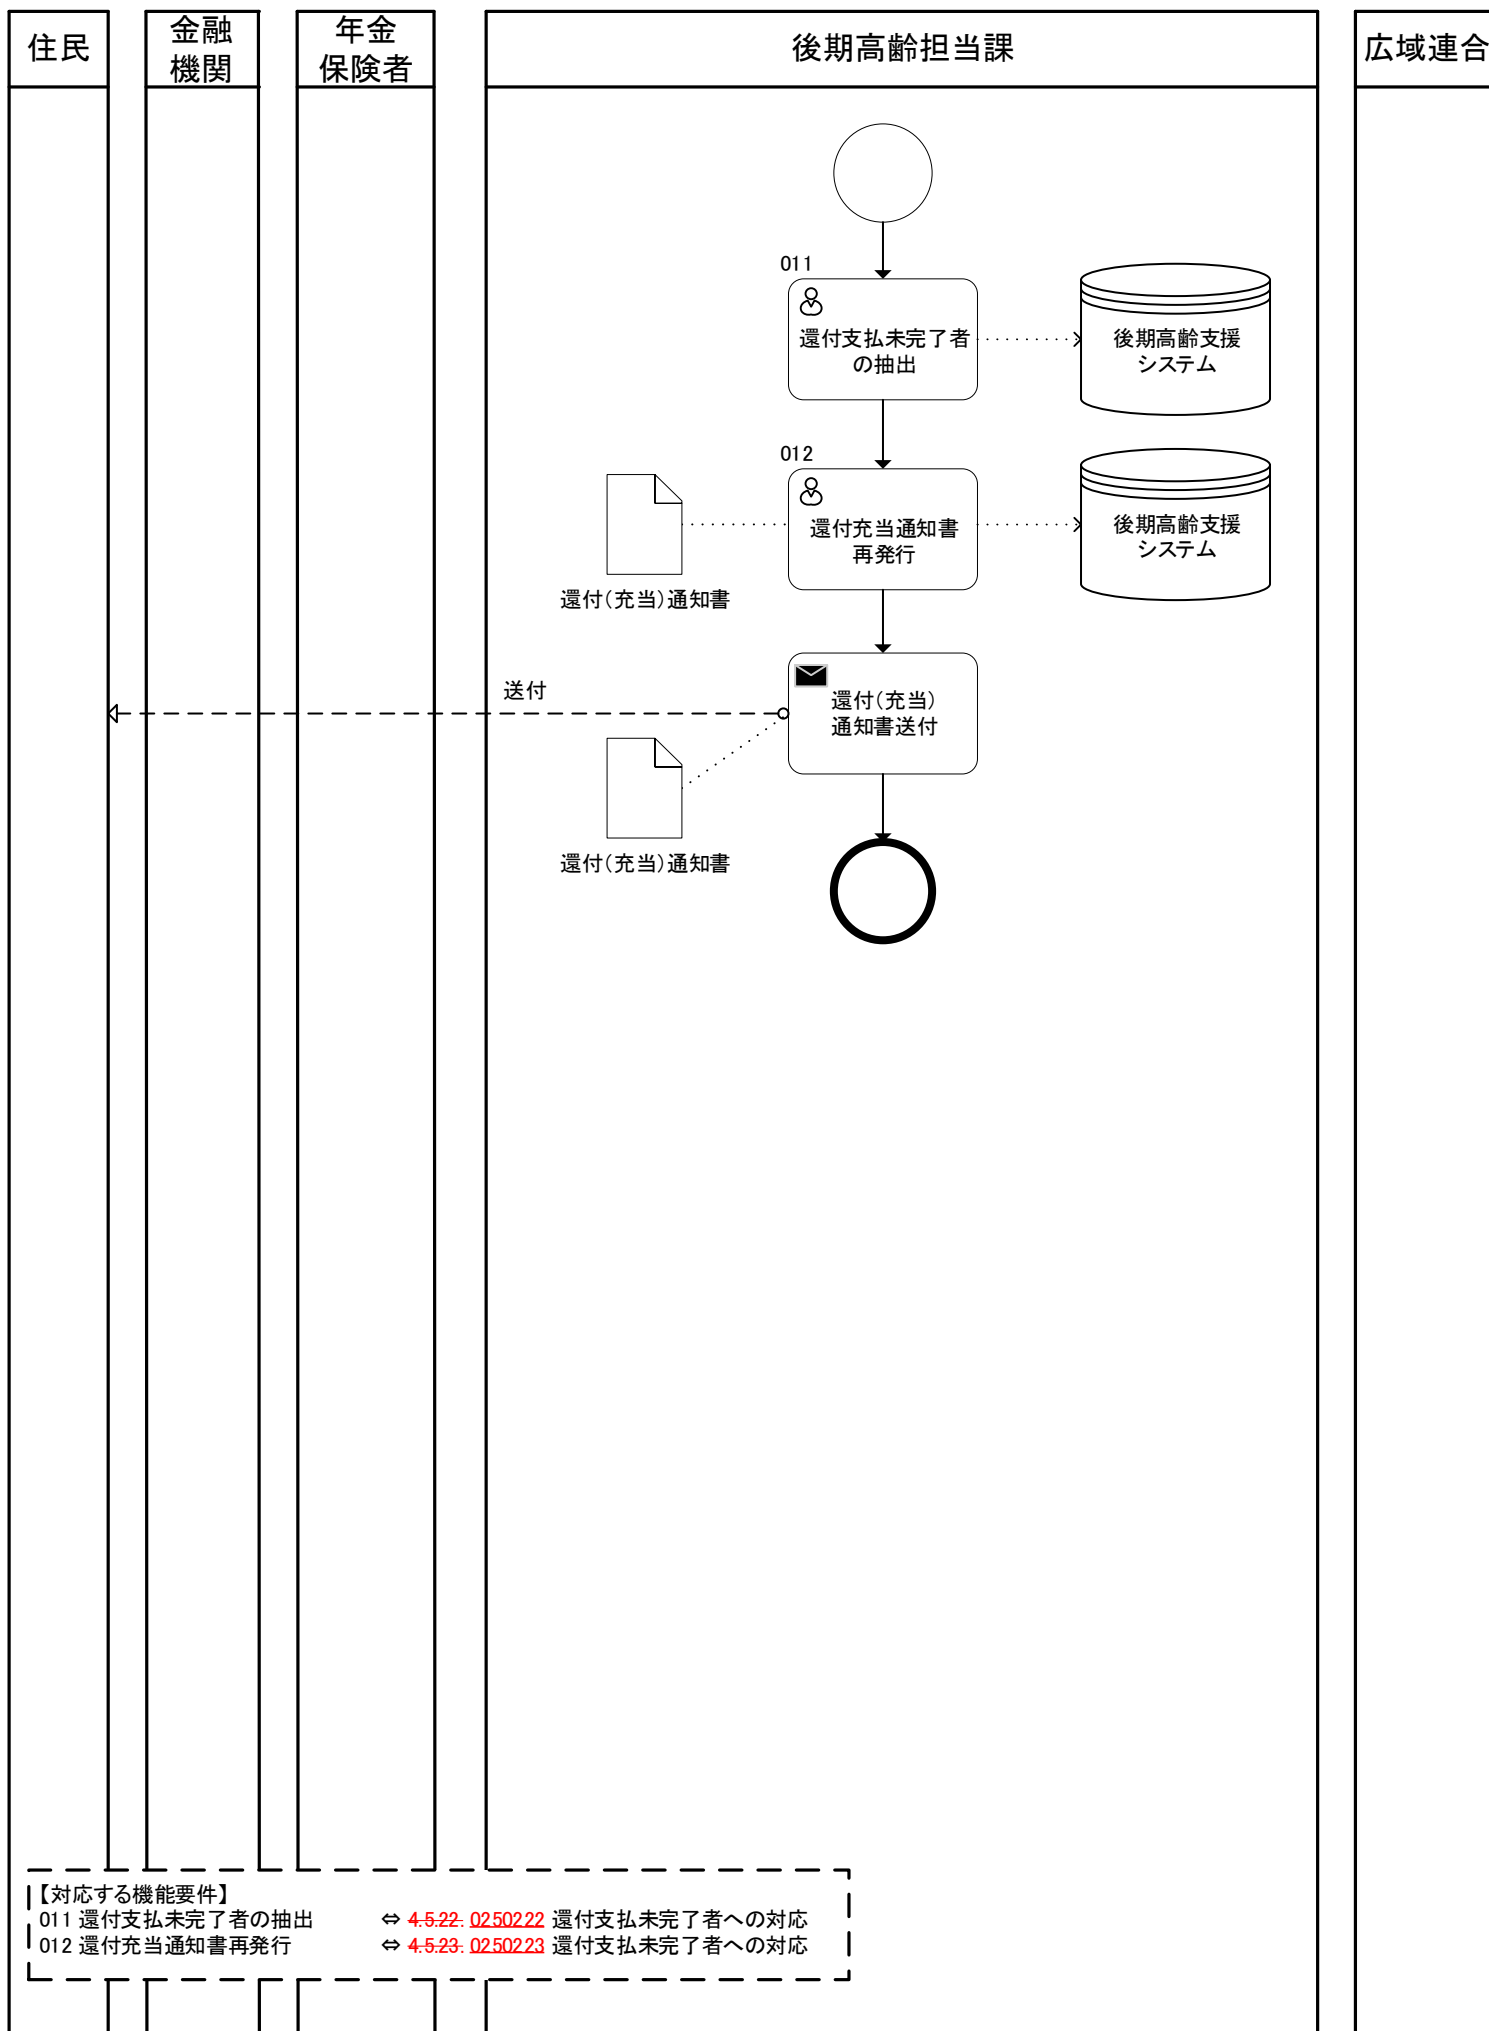 住民
金融
機関
年金
保険者
後期高齢担当課
広域連合
011
還付支払未完了者
の抽出
後期高齢支援
システム
012
還付充当通知書
再発行
後期高齢支援
システム
還付(充当)通知書
送付
還付(充当)
通知書送付
還付(充当)通知書
【対応する機能要件】
011 還付支払未完了者の抽出 ⇔ 4.5.22. 0250222 還付支払未完了者への対応
012 還付充当通知書再発行 ⇔ 4.5.23. 0250223 還付支払未完了者への対応